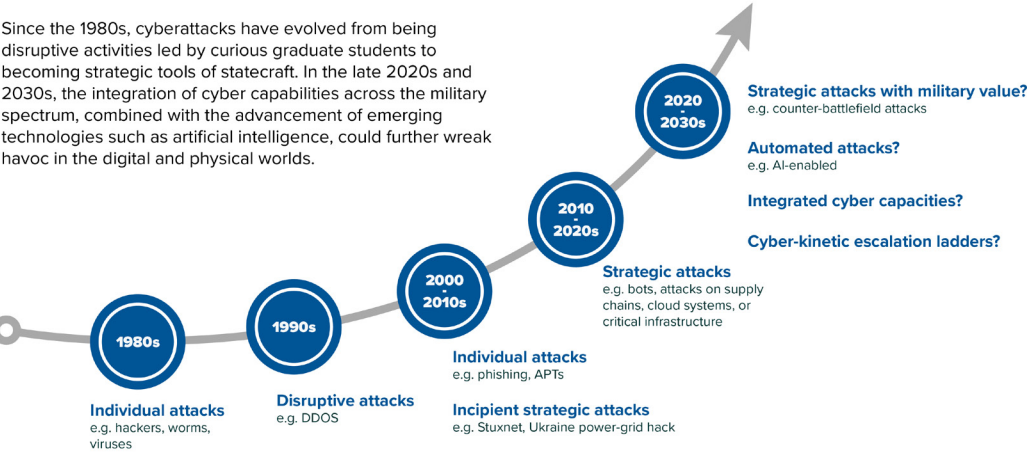 Since the 1980s, cyberattacks have evolved from being
disruptive activities led by curious graduate students to
becoming strategic tools of statecraft. In the late 2020s and
2030s, the integration of cyber capabilities across the military
spectrum, combined with the advancement of emerging
technologies such as artificial intelligence, could further wreak
havoc in the digital and physical worlds.
1980s
Individual attacks
e.g. hackers, worms,
viruses
1990s
Disruptive attacks
e.g. DDOS
2000
-
2010s
Individual attacks
e.g. phishing, APTs
Incipient strategic attacks
e.g. Stuxnet, Ukraine power-grid hack
2010
-
2020s
Strategic attacks
e.g. bots, attacks on supply
chains, cloud systems, or
critical infrastructure
2020
-
2030s
Strategic attacks with military value?
e.g. counter-battlefield attacks
Automated attacks?
e.g. AI-enabled
Integrated cyber capacities?
Cyber-kinetic escalation ladders?